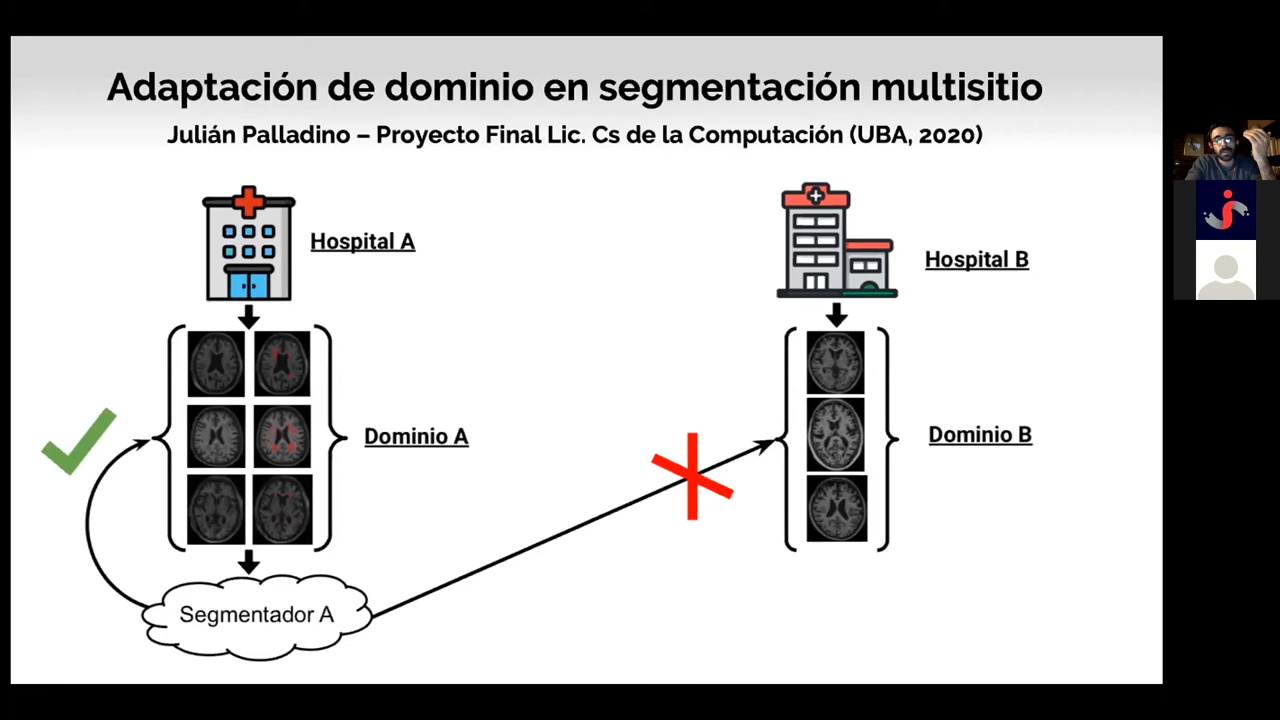 Adaptación de dominio en segmentación multisitio
Julián Palladino – Proyecto Final Lic. Cs de la Computación (UBA, 2020)
Hospital A
Hospital B
Dominio A
Dominio B
Segmentador A